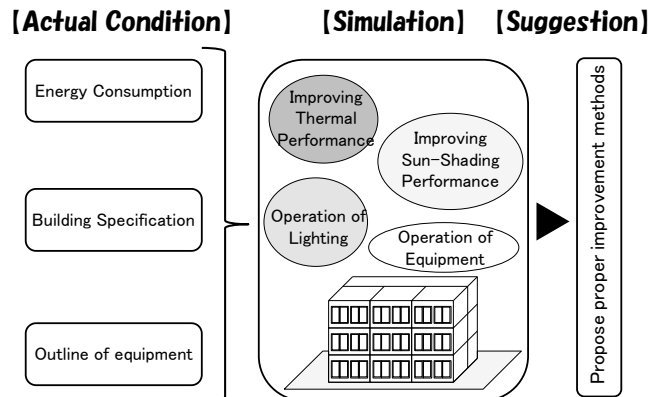 【Actual Condition】
【Simulation】
【Suggestion】
Energy Consumption
Building Specification
Outline of equipment
Improving
Thermal
Performance
Improving
Sun-Shading
Performance
Operation of
Lighting
Operation of
Equipment
Propose proper improvement methods